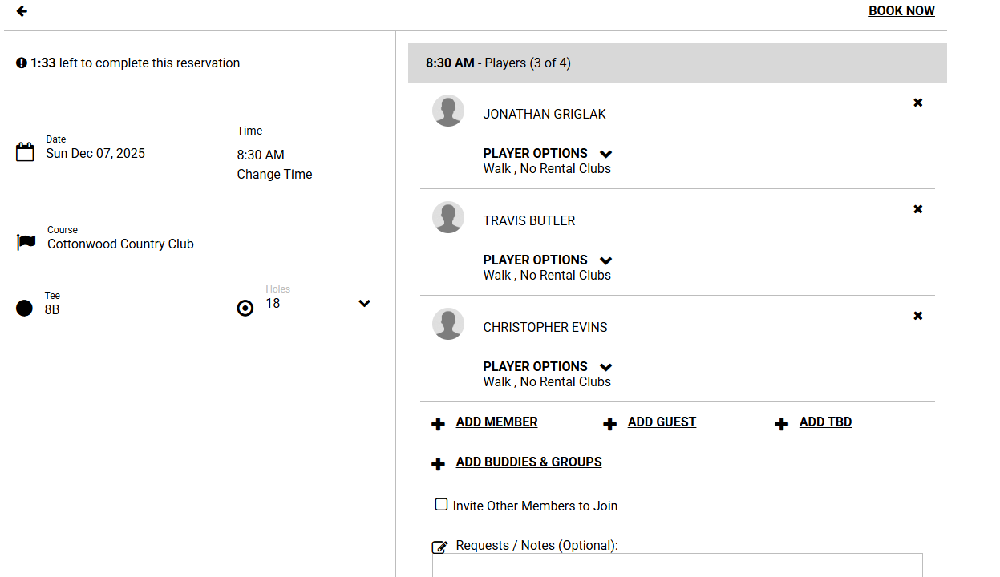 BOOK NOW
1:33 left to complete this reservation
Date
Sun Dec 07, 2025
Time
8:30 AM
Change Time
Course
Cottonwood Country Club
Tee
8B
Holes
18
8:30 AM - Players (3 of 4)
JONATHAN GRIGLAK
PLAYER OPTIONS
Walk , No Rental Clubs
TRAVIS BUTLER
PLAYER OPTIONS
Walk , No Rental Clubs
CHRISTOPHER EVINS
PLAYER OPTIONS
Walk , No Rental Clubs
ADD MEMBER
ADD GUEST
ADD TBD
ADD BUDDIES & GROUPS
Invite Other Members to Join
Requests / Notes (Optional):